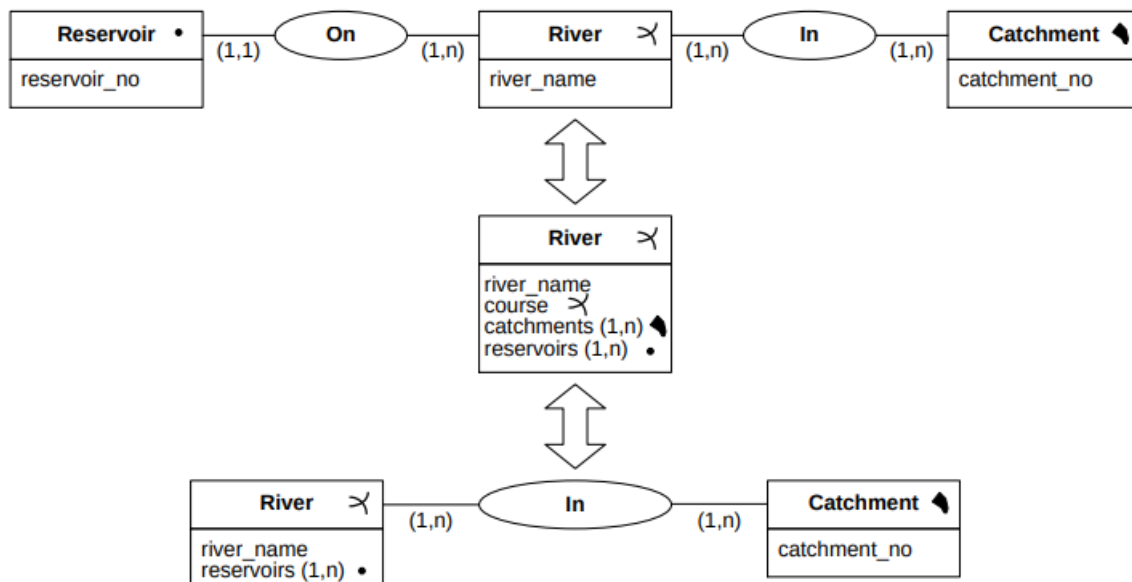 Reservoir
On
River
In
Catchment
(1,1)
(1,n)
(1,n)
(1,n)
reservoir_no
river_name
catchment_no
River
river_name
course
catchments (1,n)
reservoirs (1,n)
River
In
Catchment
(1,n)
(1,n)
river_name
reservoirs (1,n)
catchment_no